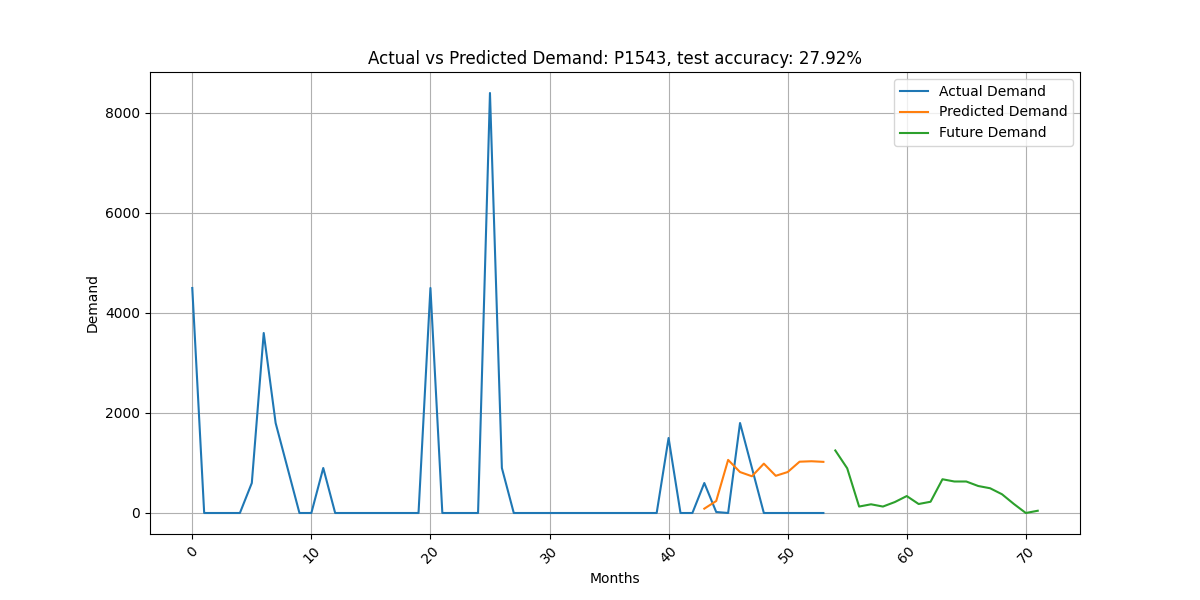 Actual vs Predicted Demand: P1543, test accuracy: 27.92%
Actual Demand
Predicted Demand
Future Demand
8000
6000
4000
2000
0
Demand
0
10
20
30
40
50
60
70
Months